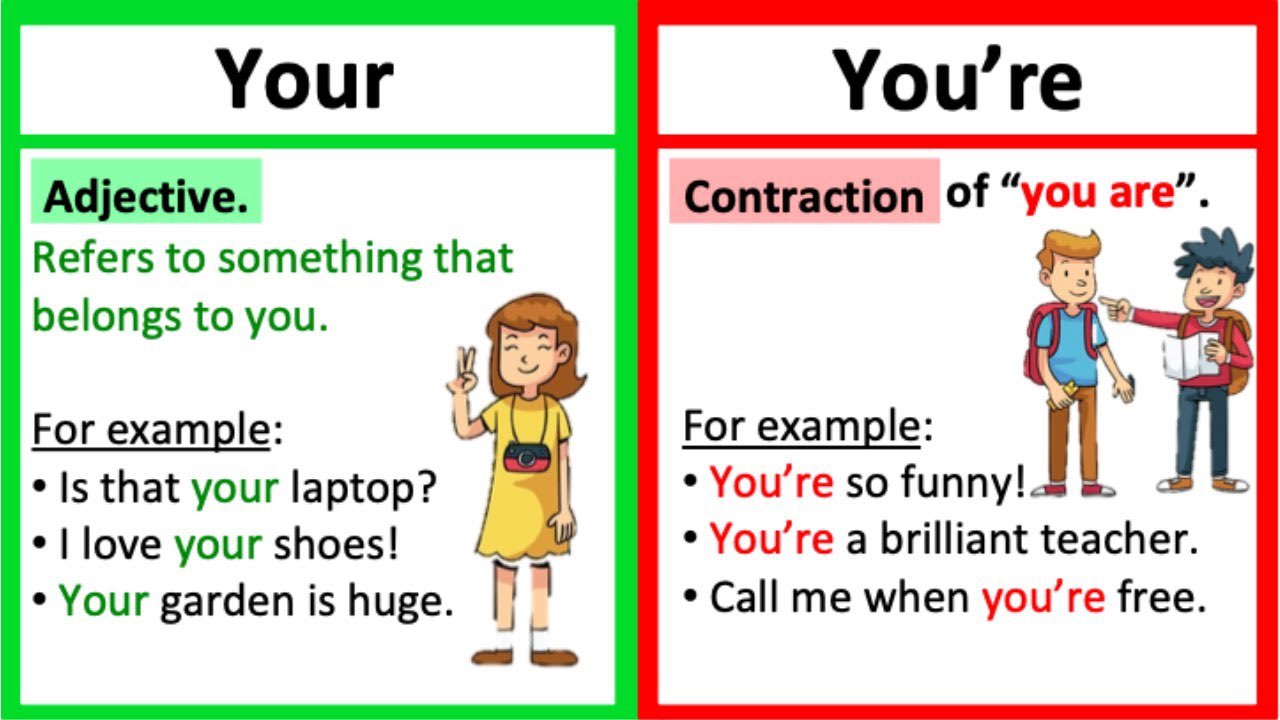 Your
Adjective.
Refers to something that
belongs to you.
For example:
• Is that your laptop?
• I love your shoes!
• Your garden is huge.
You’re
Contraction of “you are”.
For example:
• You’re so funny!
• You’re a brilliant teacher.
• Call me when you’re free.